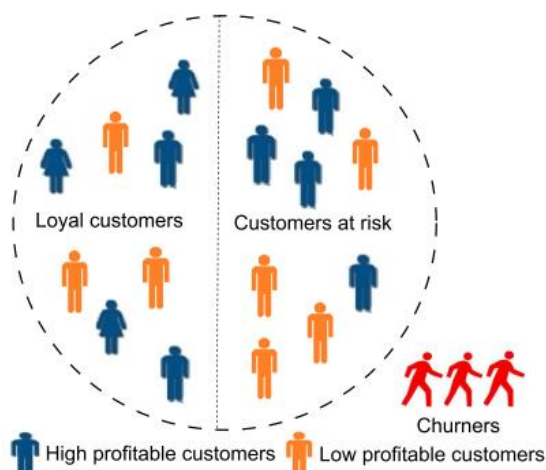 Loyal customers
Customers at risk
Churners
High profitable customers
Low profitable customers